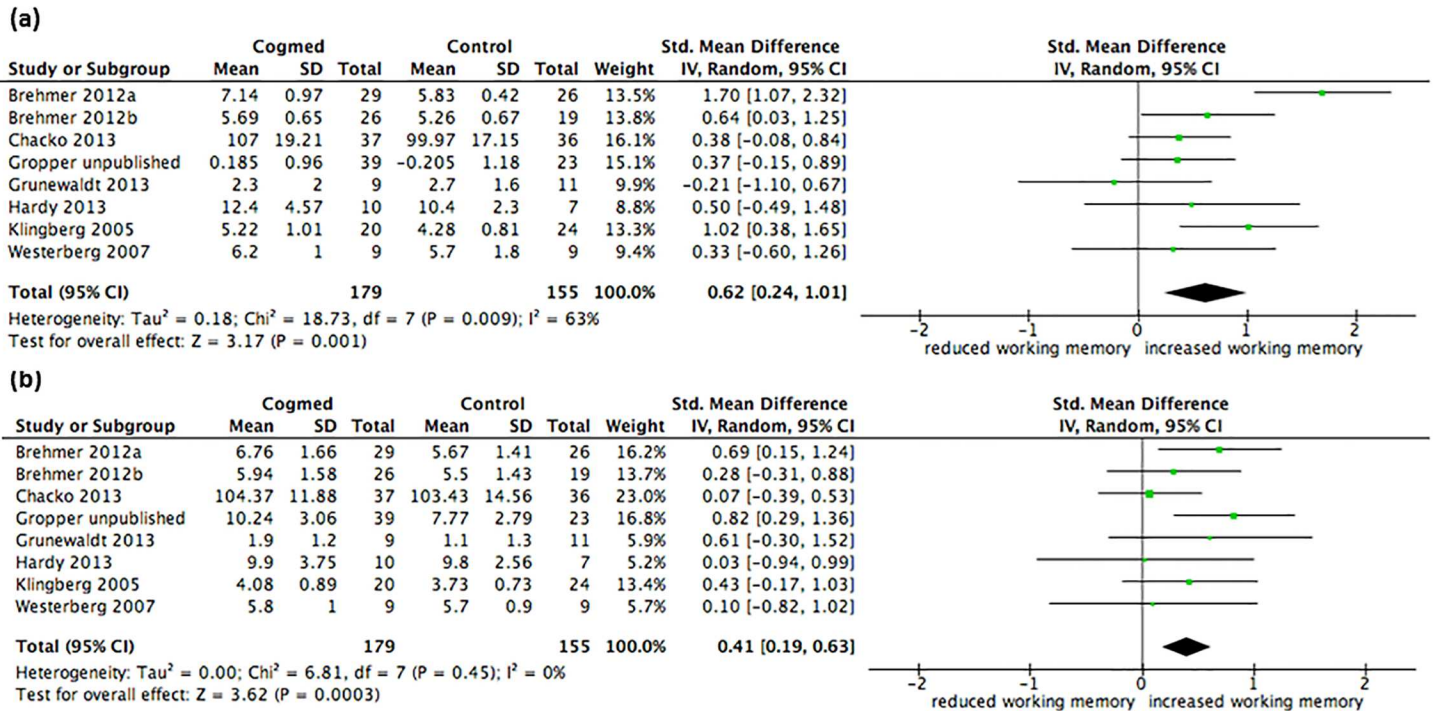 (a)
Cogmed Control Std. Mean Difference Std. Mean Difference
Study or Subgroup Mean SD Total Mean SD Total Weight IV, Random, 95% CI IV, Random, 95% CI
Brehmer 2012a 7.14 0.97 29 5.83 0.42 26 13.5% 1.70 [1.07, 2.32]
Brehmer 2012b 5.69 0.65 26 5.26 0.67 19 13.8% 0.64 [0.03, 1.25]
Chacko 2013 107 19.21 37 99.97 17.15 36 16.1% 0.38 [-0.08, 0.84]
Gropper unpublished 0.185 0.96 39 -0.205 1.18 23 15.1% 0.37 [-0.15, 0.89]
Grunewaldt 2013 2.3 2 9 2.7 1.6 11 9.9% -0.21 [-1.10, 0.67]
Hardy 2013 12.4 4.57 10 10.4 2.3 7 8.8% 0.50 [-0.49, 1.48]
Klingberg 2005 5.22 1.01 20 4.28 0.81 24 13.3% 1.02 [0.38, 1.65]
Westerberg 2007 6.2 1 9 5.7 1.8 9 9.4% 0.33 [-0.60, 1.26]
Total (95% CI) 179 155 100.0% 0.62 [0.24, 1.01]
Heterogeneity: Tau² = 0.18; Chi² = 18.73, df = 7 (P = 0.009); I² = 63%
Test for overall effect: Z = 3.17 (P = 0.001)
-2 -1 0 1 2
reduced working memory increased working memory
(b)
Cogmed Control Std. Mean Difference Std. Mean Difference
Study or Subgroup Mean SD Total Mean SD Total Weight IV, Random, 95% CI IV, Random, 95% CI
Brehmer 2012a 6.76 1.66 29 5.67 1.41 26 16.2% 0.69 [0.15, 1.24]
Brehmer 2012b 5.94 1.58 26 5.5 1.43 19 13.7% 0.28 [-0.31, 0.88]
Chacko 2013 104.37 11.88 37 103.43 14.56 36 23.0% 0.07 [-0.39, 0.53]
Gropper unpublished 10.24 3.06 39 7.77 2.79 23 16.8% 0.82 [0.29, 1.36]
Grunewaldt 2013 1.9 1.2 9 1.1 1.3 11 5.9% 0.61 [-0.30, 1.52]
Hardy 2013 9.9 3.75 10 9.8 2.56 7 5.2% 0.03 [-0.94, 0.99]
Klingberg 2005 4.08 0.89 20 3.73 0.73 24 13.4% 0.43 [-0.17, 1.03]
Westerberg 2007 5.8 1 9 5.7 0.9 9 5.7% 0.10 [-0.82, 1.02]
Total (95% CI) 179 155 100.0% 0.41 [0.19, 0.63]
Heterogeneity: Tau² = 0.00; Chi² = 6.81, df = 7 (P = 0.45); I² = 0%
Test for overall effect: Z = 3.62 (P = 0.0003)
-2 -1 0 1 2
reduced working memory increased working memory